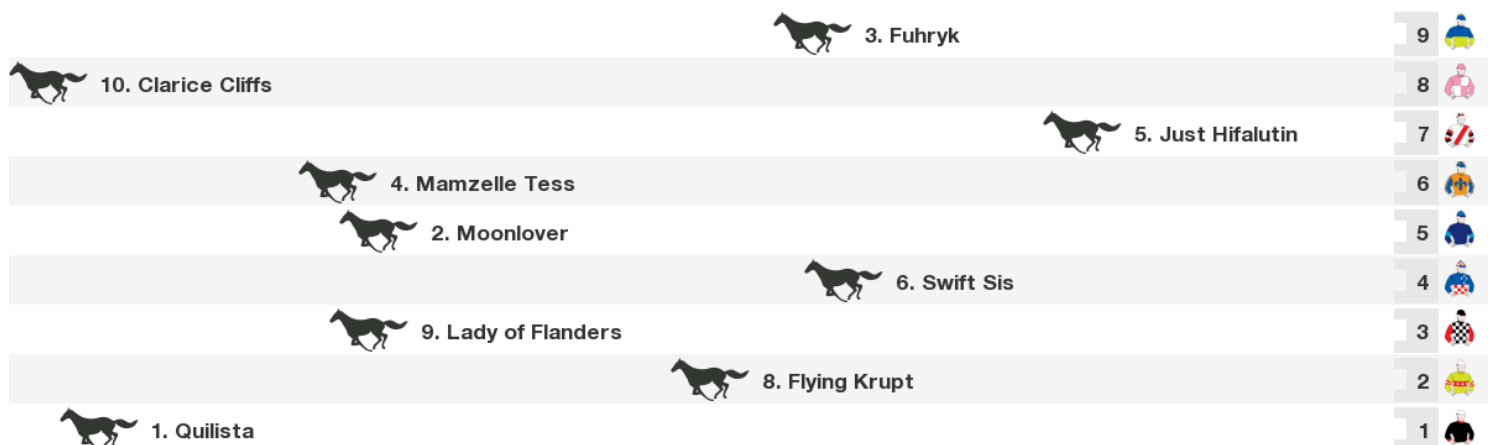 3. Fuhryk 9
10. Clarice Cliffs 8
5. Just Hifalutin 7
4. Mamzelle Tess 6
2. Moonlover 5
6. Swift Sis 4
9. Lady of Flanders 3
8. Flying Krupt 2
1. Quilista 1